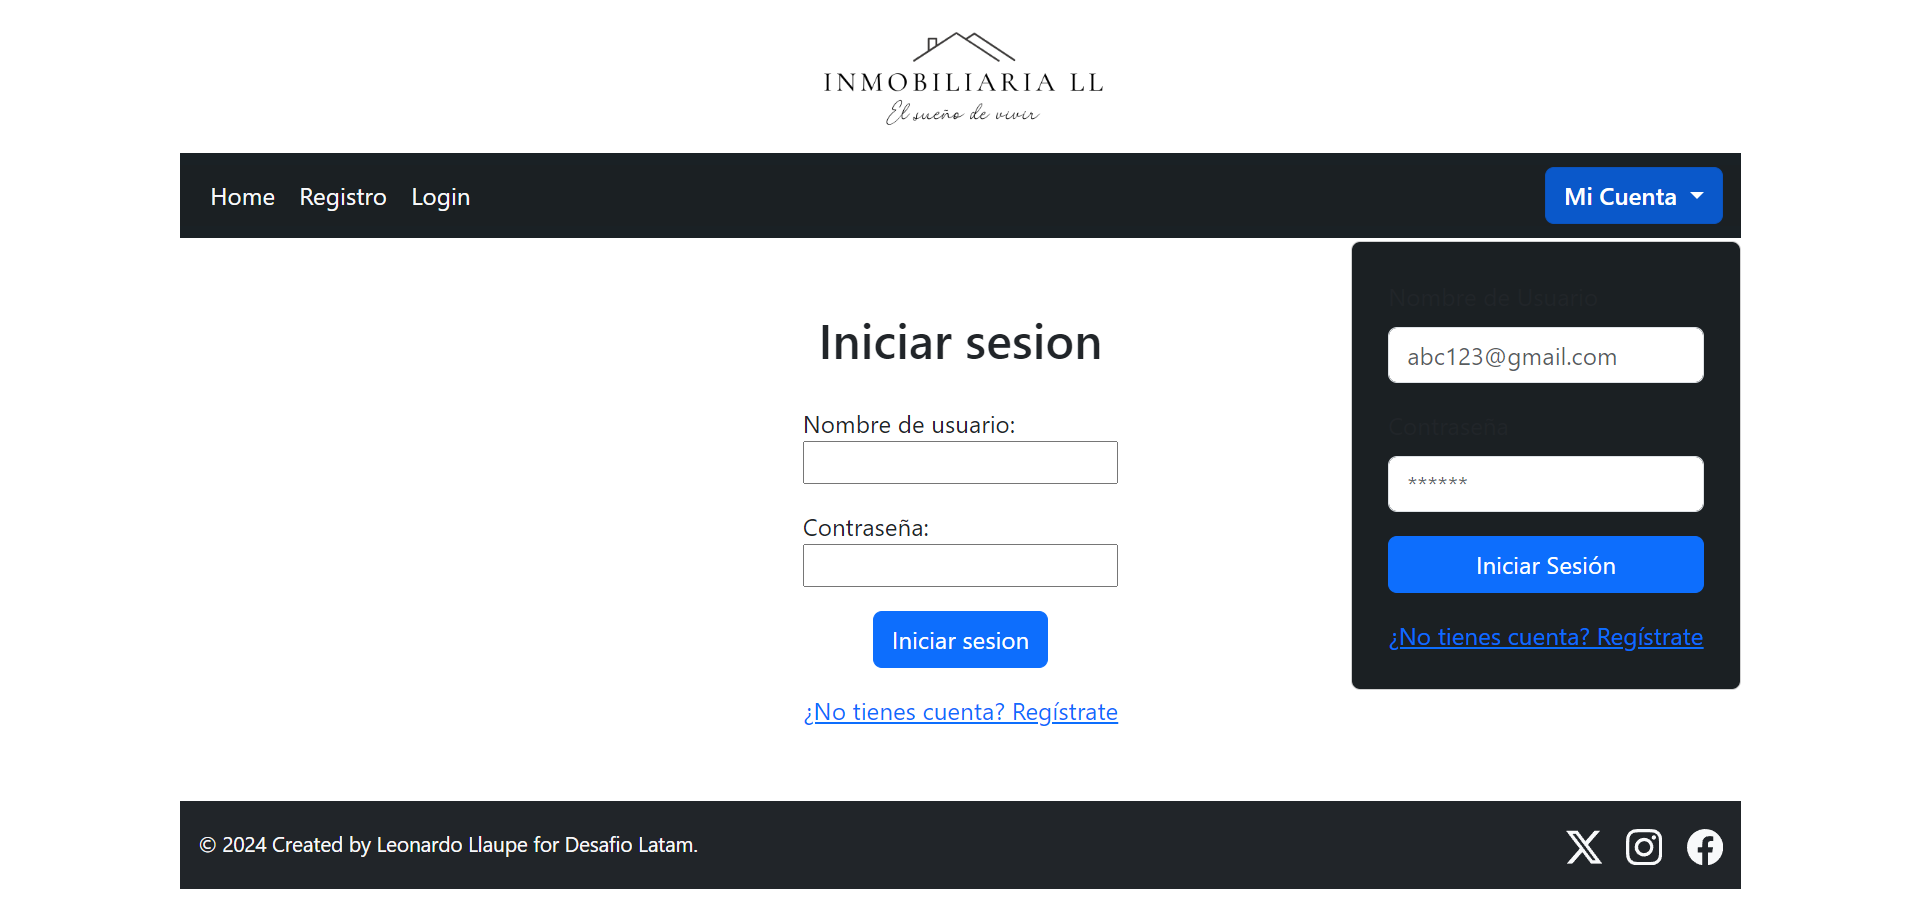 INMOBILIARIA LL
El sueño de vivir
Home Registro Login Mi Cuenta
Iniciar sesion
Nombre de usuario:
Contraseña:
Iniciar sesion
¿No tienes cuenta? Regístrate
Nombre de Usuario
abc123@gmail.com
Contraseña
******
Iniciar Sesión
¿No tienes cuenta? Regístrate
© 2024 Created by Leonardo Llaupe for Desafio Latam.